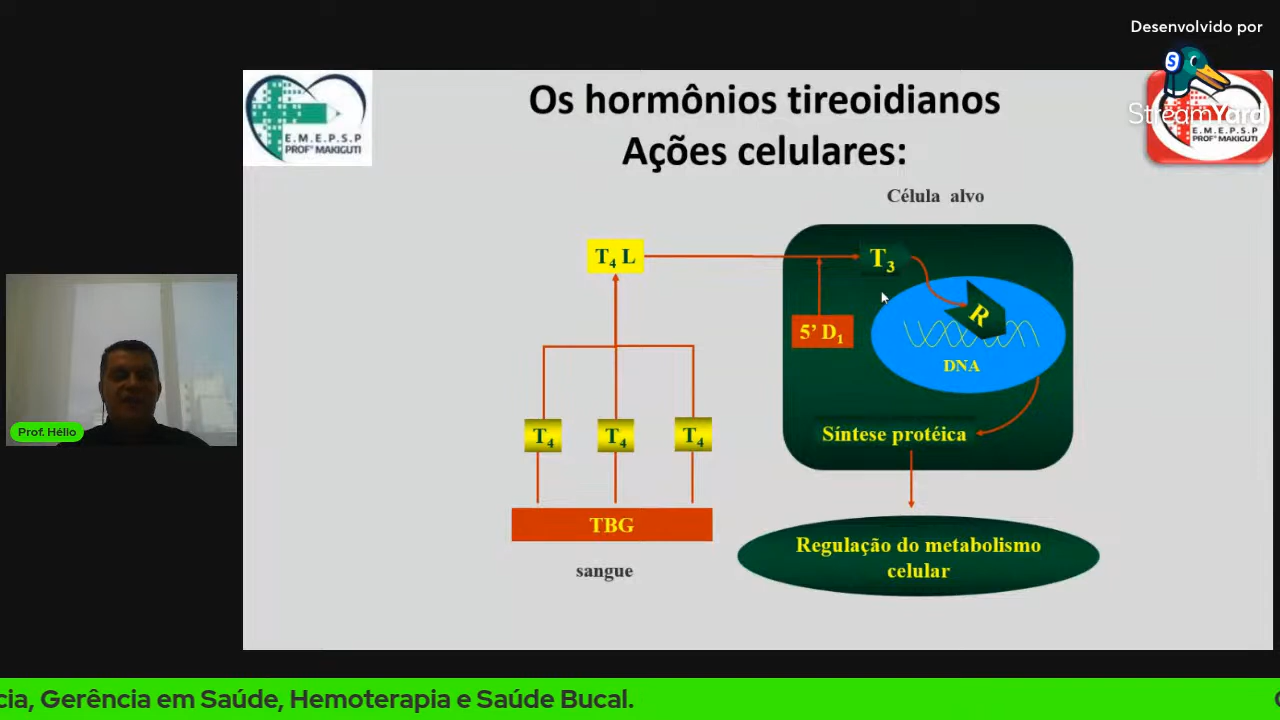 Desenvolvido por
S
StreamYard
E.M.E.P.S.P
PROFº MAKIGUTI
Os hormônios tireoidianos
Ações celulares:
E.M.E.P.S.P
PROFº MAKIGUTI
Célula alvo
T4 L
T3
R
5’ D1
DNA
T4
T4
T4
Síntese protéica
TBG
sangue
Regulação do metabolismo
celular
Prof. Hélio
cia, Gerência em Saúde, Hemoterapia e Saúde Bucal.